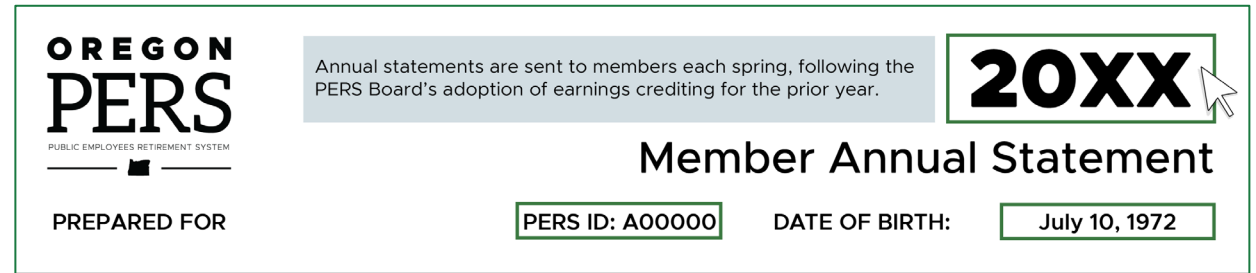 OREGON
PERS
PUBLIC EMPLOYEES RETIREMENT SYSTEM
Annual statements are sent to members each spring, following the
PERS Board’s adoption of earnings crediting for the prior year.
20XX
Member Annual Statement
PREPARED FOR PERS ID: A00000 DATE OF BIRTH: July 10, 1972